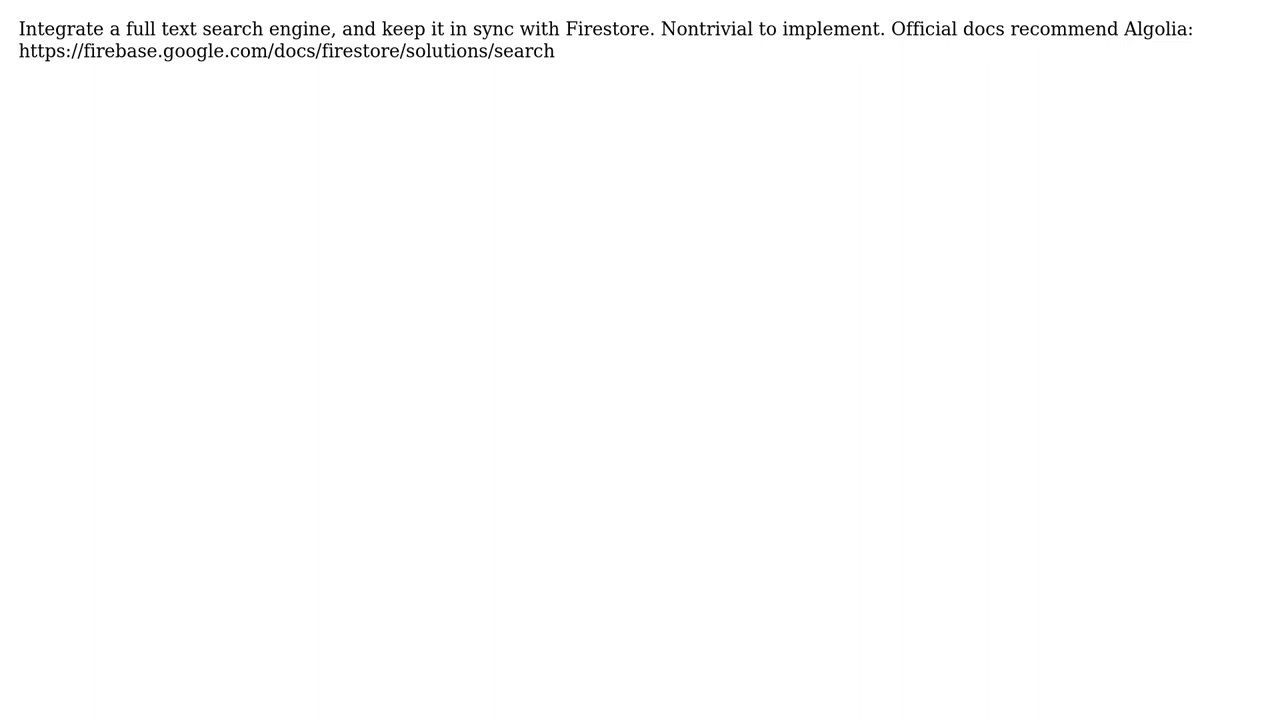 Integrate a full text search engine, and keep it in sync with Firestore. Nontrivial to implement. Official docs recommend Algolia:
https://firebase.google.com/docs/firestore/solutions/search